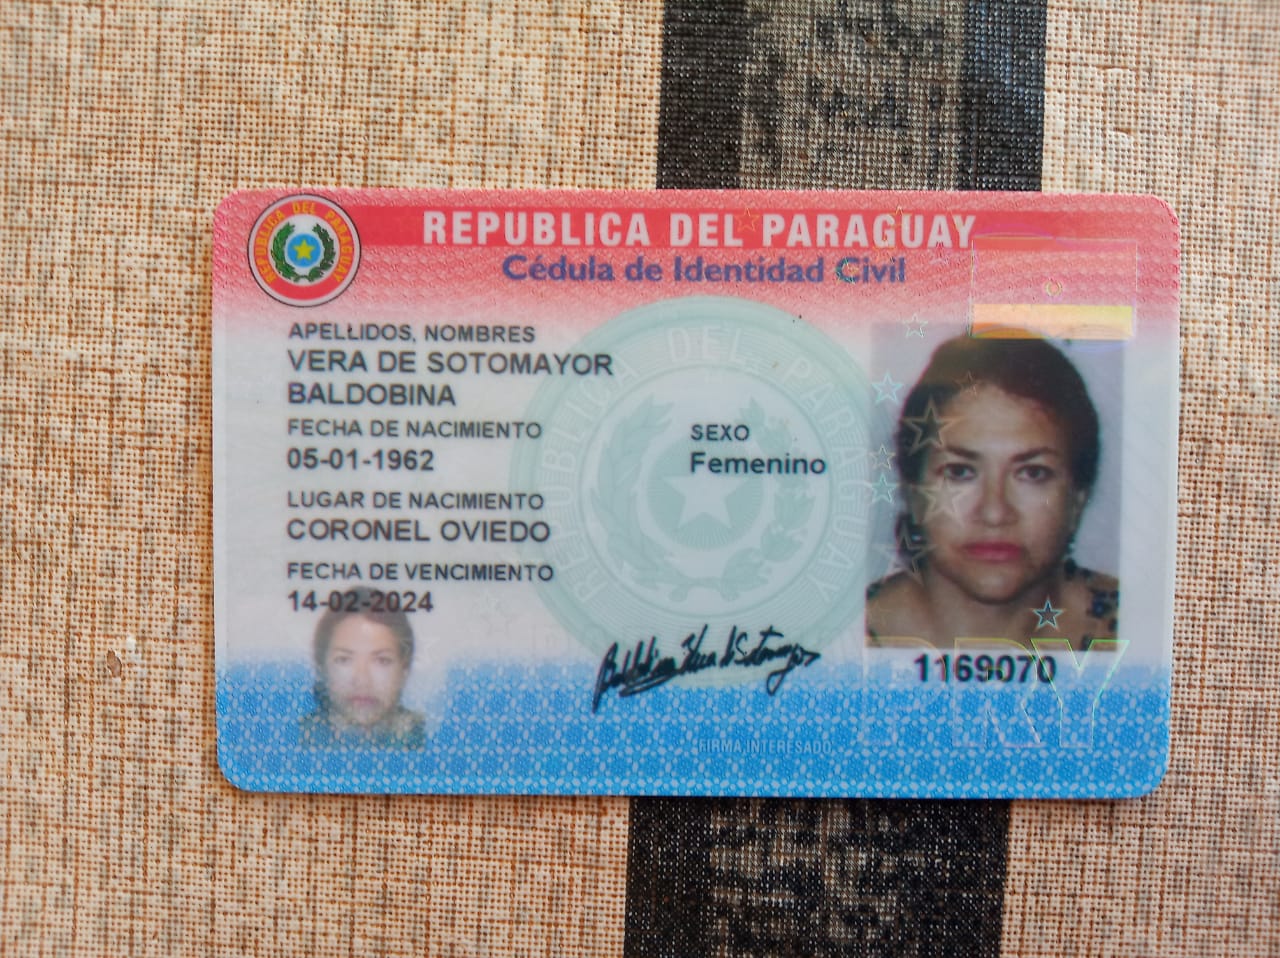 REPUBLICA DEL PARAGUAY
REPUBLICA DEL PARAGUAY
Cédula de Identidad Civil
APELLIDOS, NOMBRES
VERA DE SOTOMAYOR
BALDOBINA
FECHA DE NACIMIENTO
05-01-1962
SEXO
Femenino
LUGAR DE NACIMIENTO
CORONEL OVIEDO
FECHA DE VENCIMIENTO
14-02-2024
REPUBLICA DEL PARAGUAY
Baldobina Vera de Sotomayor
1169070
PRY
FIRMA INTERESADO